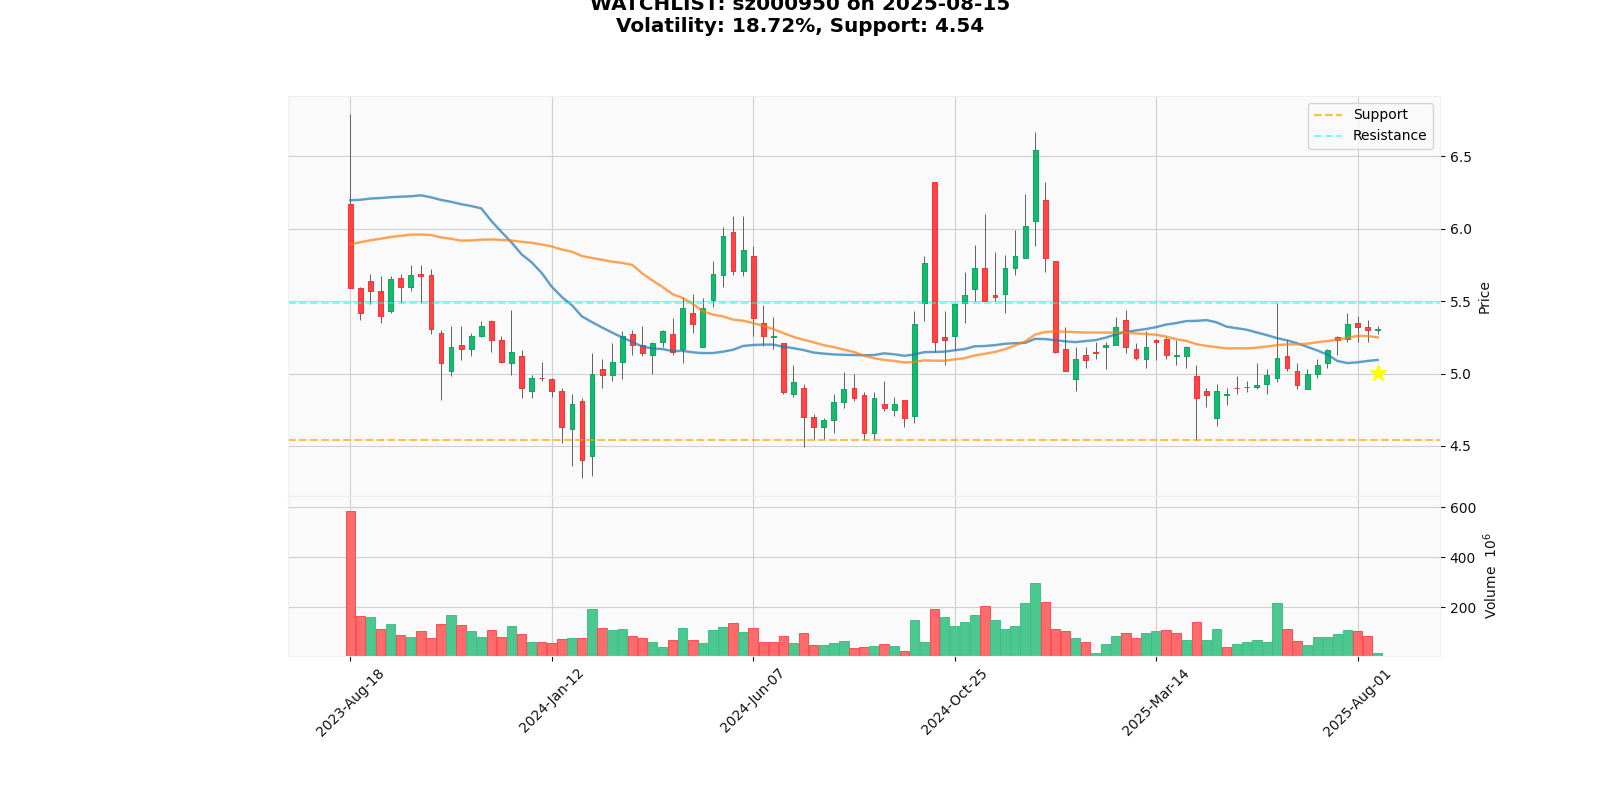 WATCHLIST: sz000950 on 2025-08-15
Volatility: 18.72%, Support: 4.54
Support
Resistance
6.5
6.0
5.5
5.0
4.5
Price
600
400
200
Volume 10^6
2023-Aug-18
2024-Jan-12
2024-Jun-07
2024-Oct-25
2025-Mar-14
2025-Aug-01